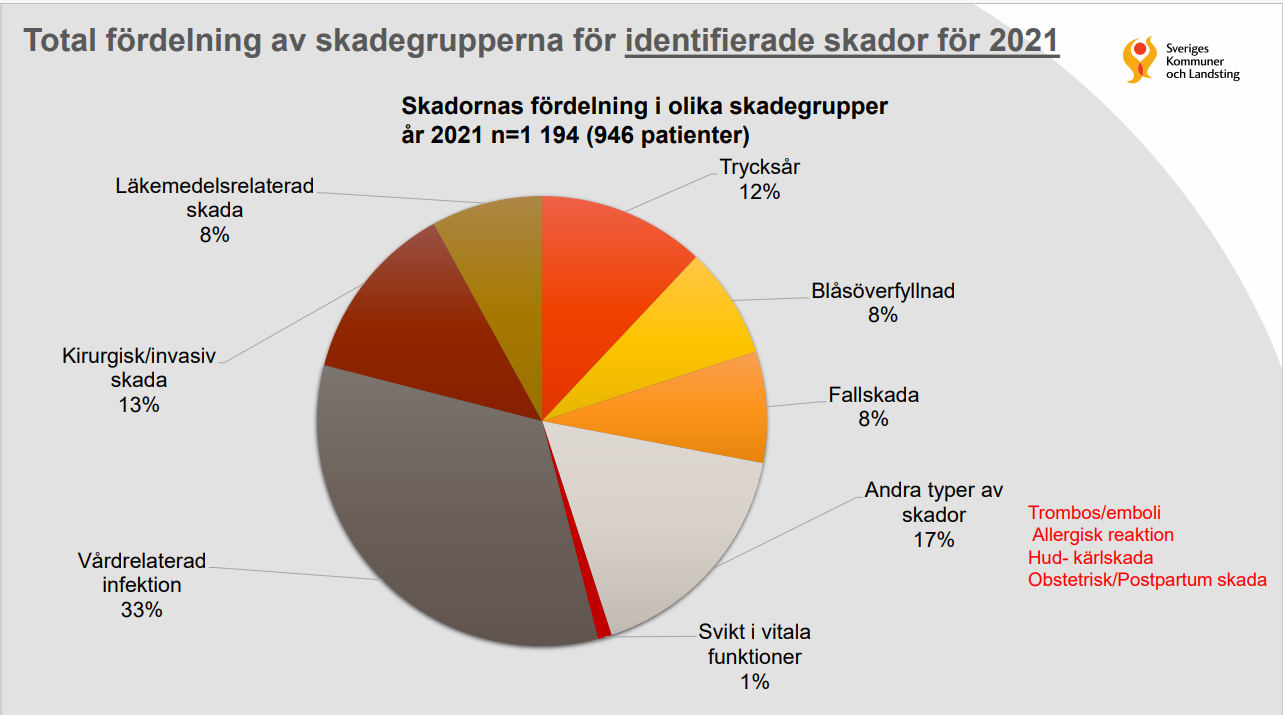 Total fördelning av skadegrupperna för identifierade skador för 2021
Sveriges
Kommuner
och Landsting
Skadornas fördelning i olika skadegrupper
år 2021 n=1 194 (946 patienter)
Trycksår
12%
Läkemedelsrelaterad
skada
8%
Blåsöverfyllnad
8%
Kirurgisk/invasiv
skada
13%
Fallskada
8%
Andra typer av
skador
17%
Trombos/emboli
Allergisk reaktion
Hud- kärlskada
Obstetrisk/Postpartum skada
Vårdrelaterad
infektion
33%
Svikt i vitala
funktioner
1%